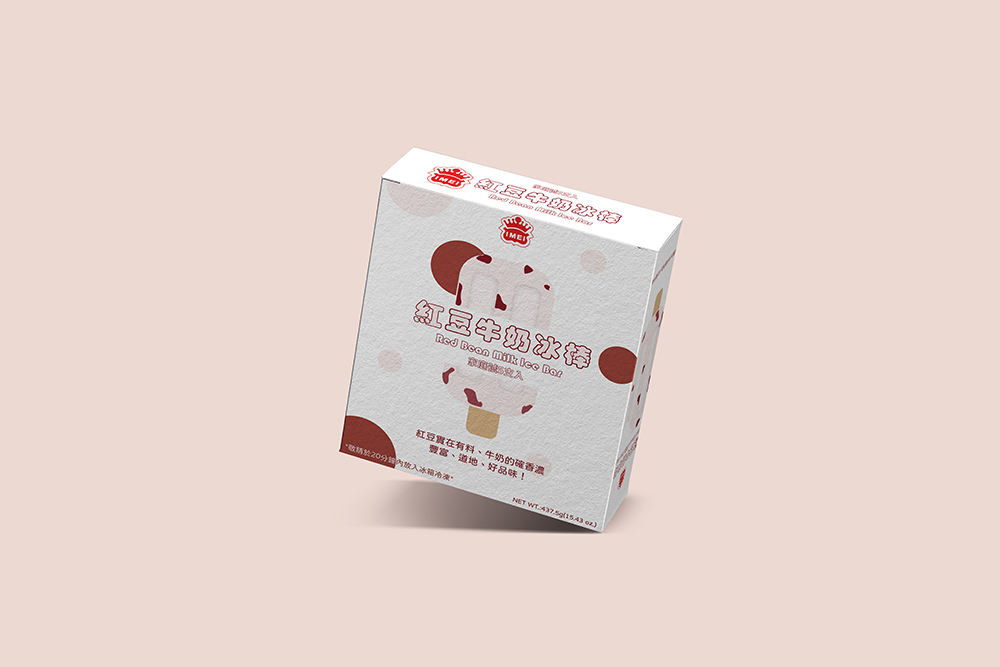 IMEI
紅豆牛奶冰棒
Red Bean Milk Ice Bar
IMEI
紅豆牛奶冰棒
Red Bean Milk Ice Bar
家庭號5支入
紅豆實在有料、牛奶的確香濃
豐富、道地、好品味！
*敬請於20分鐘內放入冰箱冷凍*
NET WT.:437.5g(15.43 oz.)